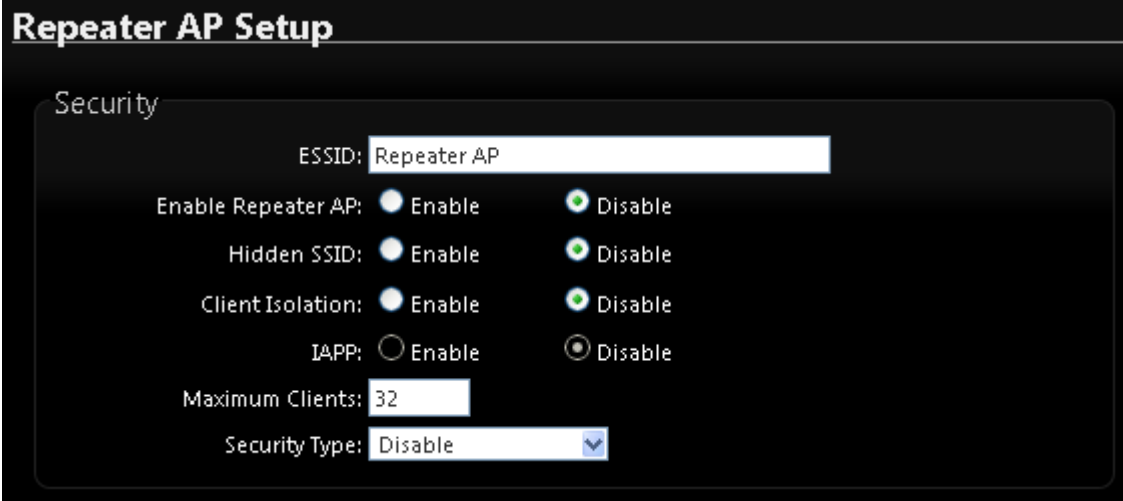 Repeater AP Setup
Security
ESSID: Repeater AP
Enable Repeater AP: Enable Disable
Hidden SSID: Enable Disable
Client Isolation: Enable Disable
IAPP: Enable Disable
Maximum Clients: 32
Security Type: Disable